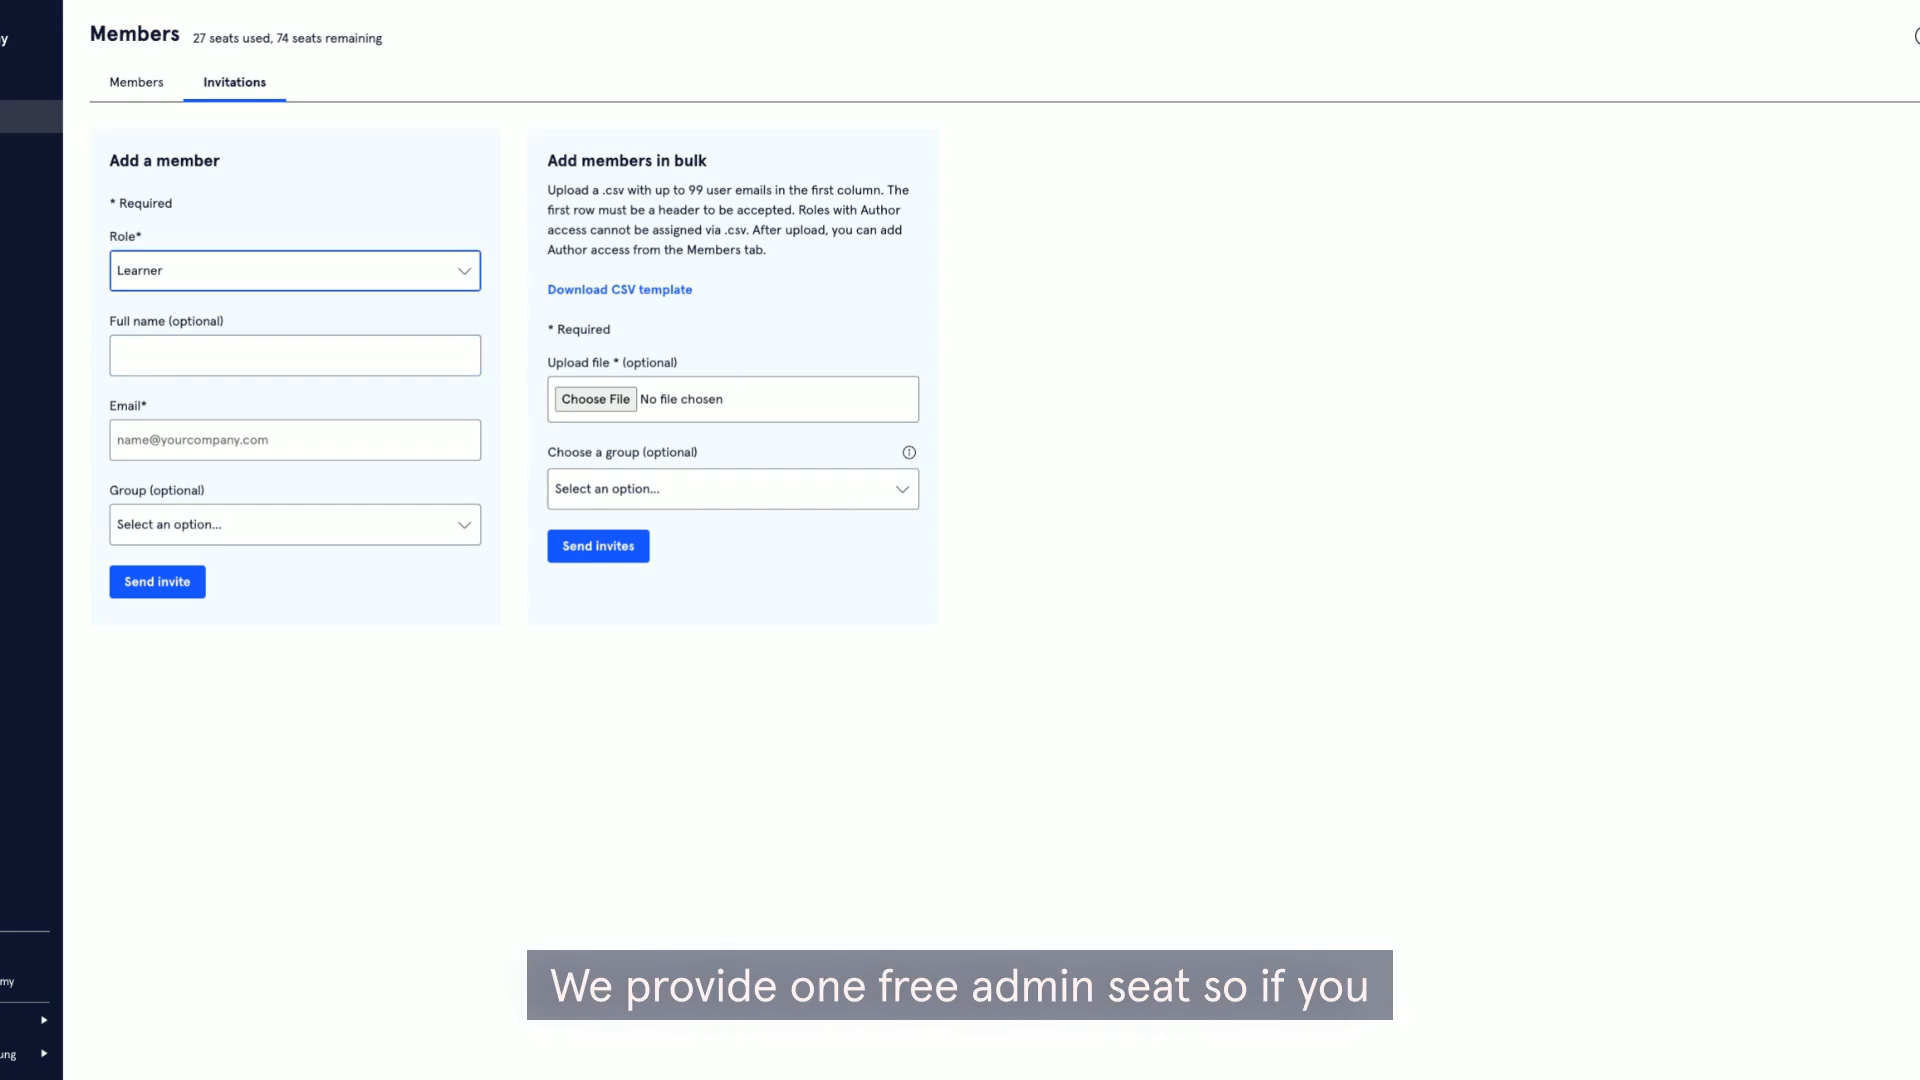 y
Members 27 seats used, 74 seats remaining
Members Invitations
Add a member
* Required
Role*
Learner
Full name (optional)
Email*
name@yourcompany.com
Group (optional)
Select an option...
Send invite
Add members in bulk
Upload a .csv with up to 99 user emails in the first column. The
first row must be a header to be accepted. Roles with Author
access cannot be assigned via .csv. After upload, you can add
Author access from the Members tab.
Download CSV template
* Required
Upload file * (optional)
Choose File No file chosen
Choose a group (optional)
Select an option...
Send invites
my
ung
We provide one free admin seat so if you